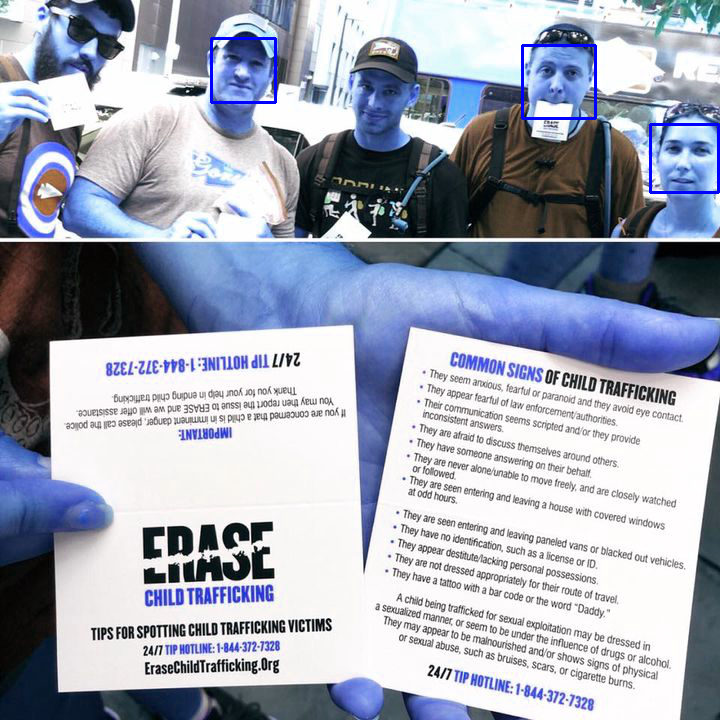 24/7 TIP HOTLINE: 1-844-372-7328
Thank you for your help in ending child trafficking.
You may then report the issue to ERASE and we will offer assistance.
If you are concerned that a child is in imminent danger, please call the police.
IMPORTANT:
ERASE
CHILD TRAFFICKING
TIPS FOR SPOTTING CHILD TRAFFICKING VICTIMS
24/7 TIP HOTLINE: 1-844-372-7328
EraseChildTrafficking.Org
COMMON SIGNS OF CHILD TRAFFICKING
• They seem anxious, fearful or paranoid and they avoid eye contact.
• They appear fearful of law enforcement/authorities.
• Their communication seems scripted and/or they provide
inconsistent answers.
• They are afraid to discuss themselves around others.
• They have someone answering on their behalf.
• They are never alone/unable to move freely, and are closely watched
or followed.
• They are seen entering and leaving a house with covered windows
at odd hours.
• They are seen entering and leaving paneled vans or blacked out vehicles.
• They have no identification, such as a license or ID.
• They appear destitute/lacking personal possessions.
• They are not dressed appropriately for their route of travel.
• They have a tattoo with a bar code or the word "Daddy."
A child being trafficked for sexual exploitation may be dressed in
a sexualized manner, or seem to be under the influence of drugs or alcohol.
They may appear to be malnourished and/or shows signs of physical
or sexual abuse, such as bruises, scars, or cigarette burns.
24/7 TIP HOTLINE: 1-844-372-7328